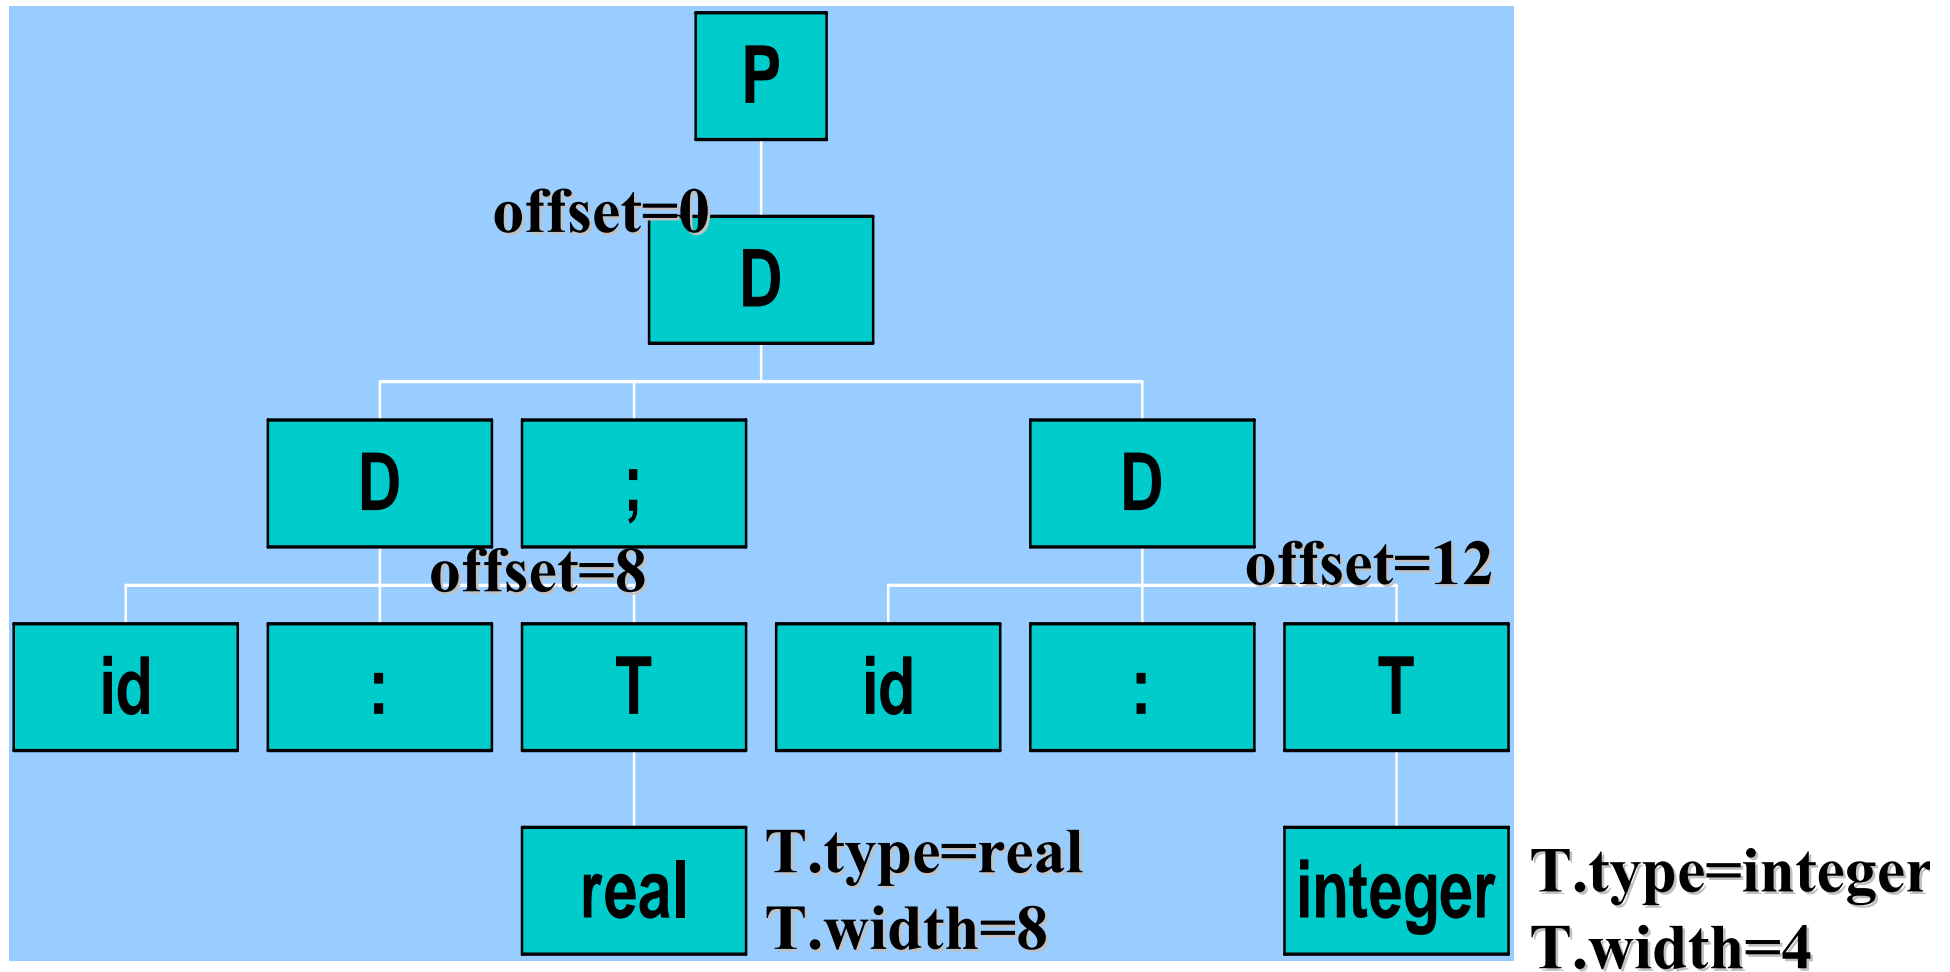 P
offset=0
D
D ; D
offset=8 offset=12
id : T id : T
real T.type=real integer T.type=integer
T.width=8 T.width=4